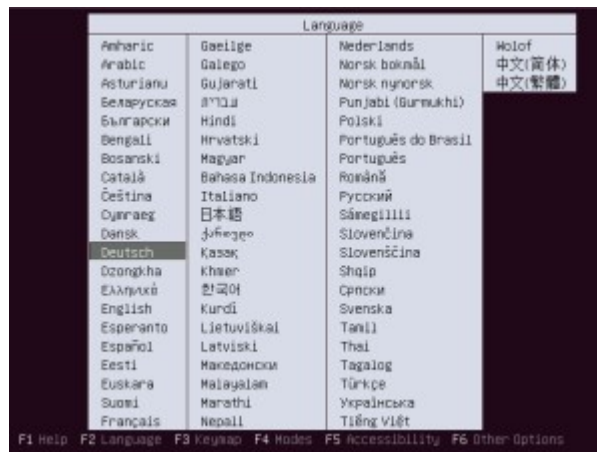 Language
Amharic
Arabic
Asturianu
Беларуская
Български
Bengali
Bosanski
Català
Čeština
Cymraeg
Dansk
Deutsch
Dzongkha
Ελληνικά
English
Esperanto
Español
Eesti
Euskara
Suomi
Français
Gaeilge
Galego
Gujarati
עברית
Hindi
Hrvatski
Magyar
Bahasa Indonesia
Italiano
日本語
ქართული
Қазақ
Khmer
한국어
Kurdî
Lietuviškai
Latviski
Македонски
Malayalam
Marathi
Nepali
Nederlands
Norsk bokmål
Norsk nynorsk
Punjabi (Gurmukhi)
Polski
Português do Brasil
Português
Română
Русский
Sámegillii
Slovenčina
Slovenščina
Shqip
Српски
Svenska
Tamil
Thai
Tagalog
Türkçe
Українська
Tiếng Việt
Wolof
中文(简体)
中文(繁體)
F1 Help F2 Language F3 Keymap F4 Modes F5 Accessibility F6 Other Options